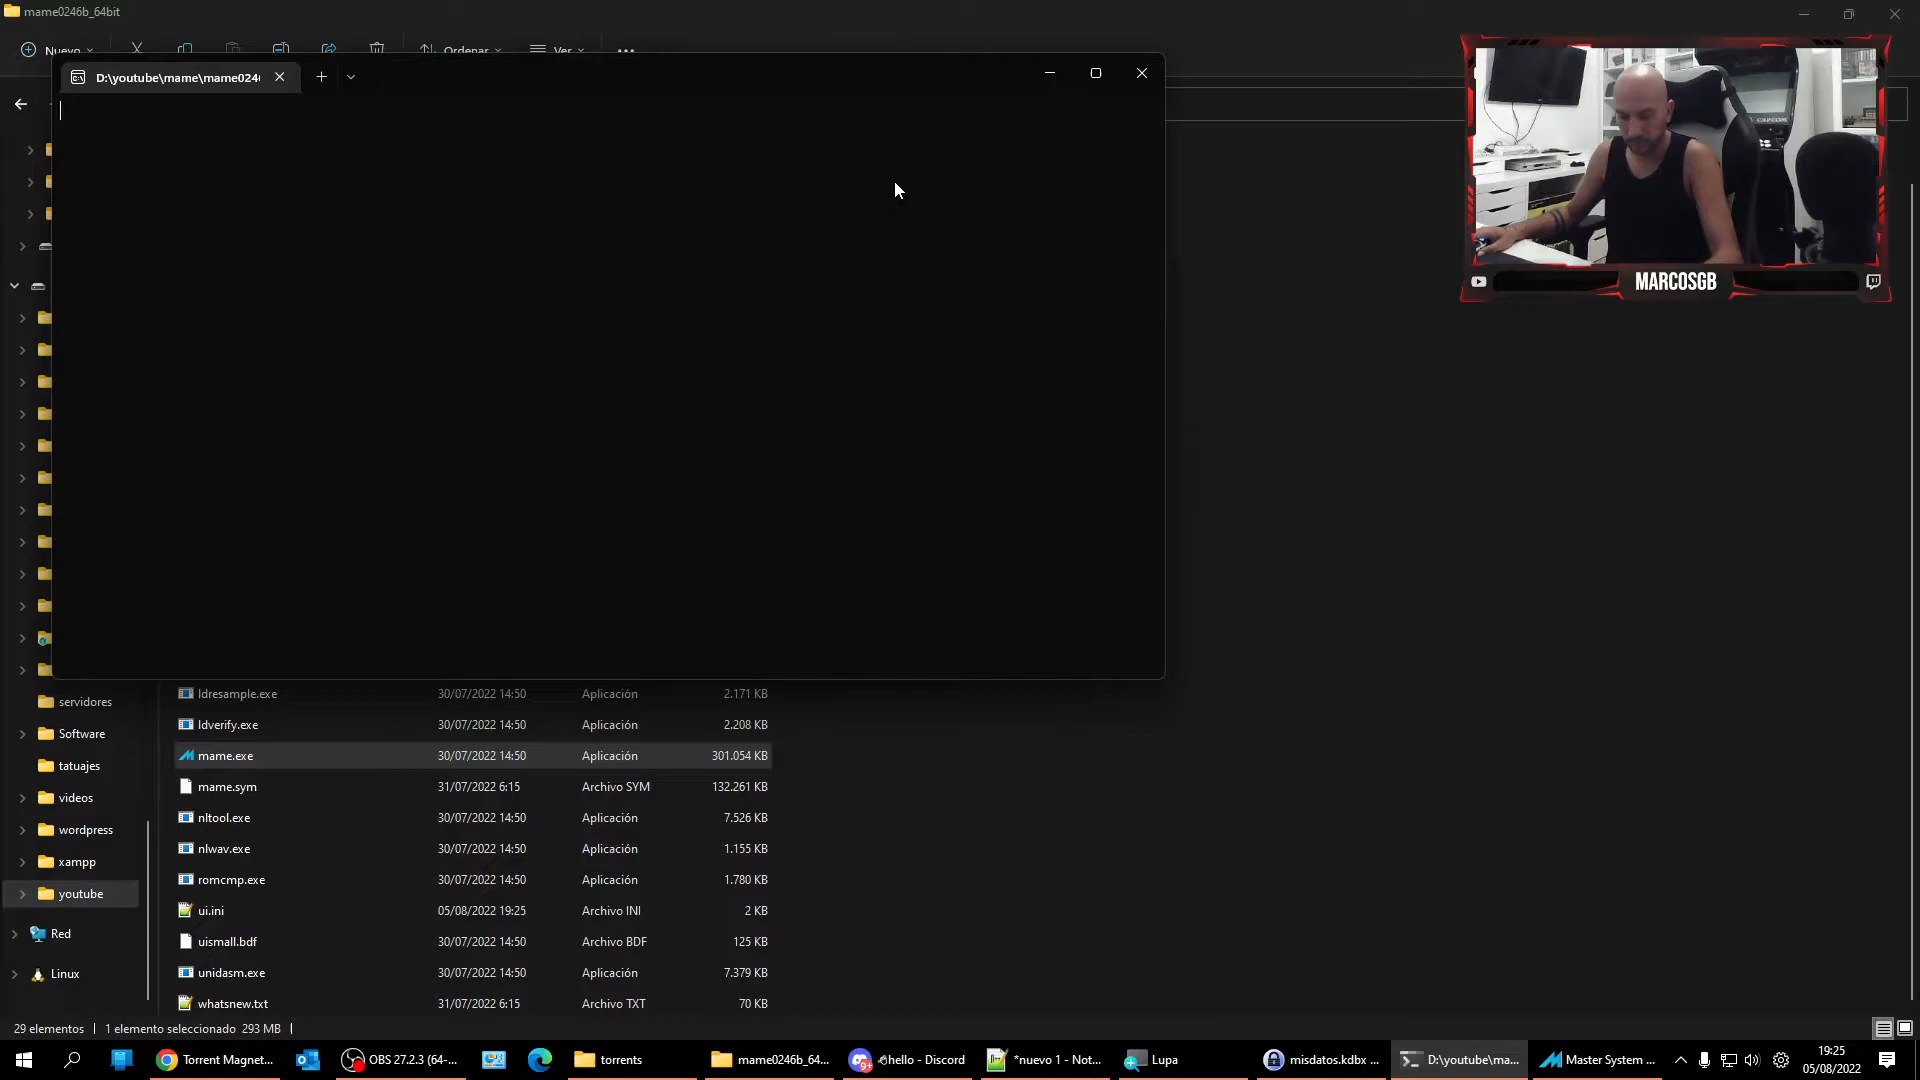 mame0246b_64bit
Nuevo
Ordenar
Ver
D:\youtube\mame\mame024
CAPCOM
MARCOSGB
servidores
Software
tatuajes
videos
wordpress
xampp
youtube
Red
Linux
ldresample.exe 30/07/2022 14:50 Aplicación 2.171 KB
ldverify.exe 30/07/2022 14:50 Aplicación 2.208 KB
mame.exe 30/07/2022 14:50 Aplicación 301.054 KB
mame.sym 31/07/2022 6:15 Archivo SYM 132.261 KB
nltool.exe 30/07/2022 14:50 Aplicación 7.526 KB
nlwav.exe 30/07/2022 14:50 Aplicación 1.155 KB
romcmp.exe 30/07/2022 14:50 Aplicación 1.780 KB
ui.ini 05/08/2022 19:25 Archivo INI 2 KB
uismall.bdf 30/07/2022 14:50 Archivo BDF 125 KB
unidasm.exe 30/07/2022 14:50 Aplicación 7.379 KB
whatsnew.txt 31/07/2022 6:15 Archivo TXT 70 KB
29 elementos 1 elemento seleccionado 293 MB
Torrent Magnet...
OBS 27.2.3 (64-...
torrents
mame0246b_64...
9+
hello - Discord
*nuevo 1 - Not...
Lupa
misdatos.kdbx ...
D:\youtube\ma...
Master System ...
19:25
05/08/2022